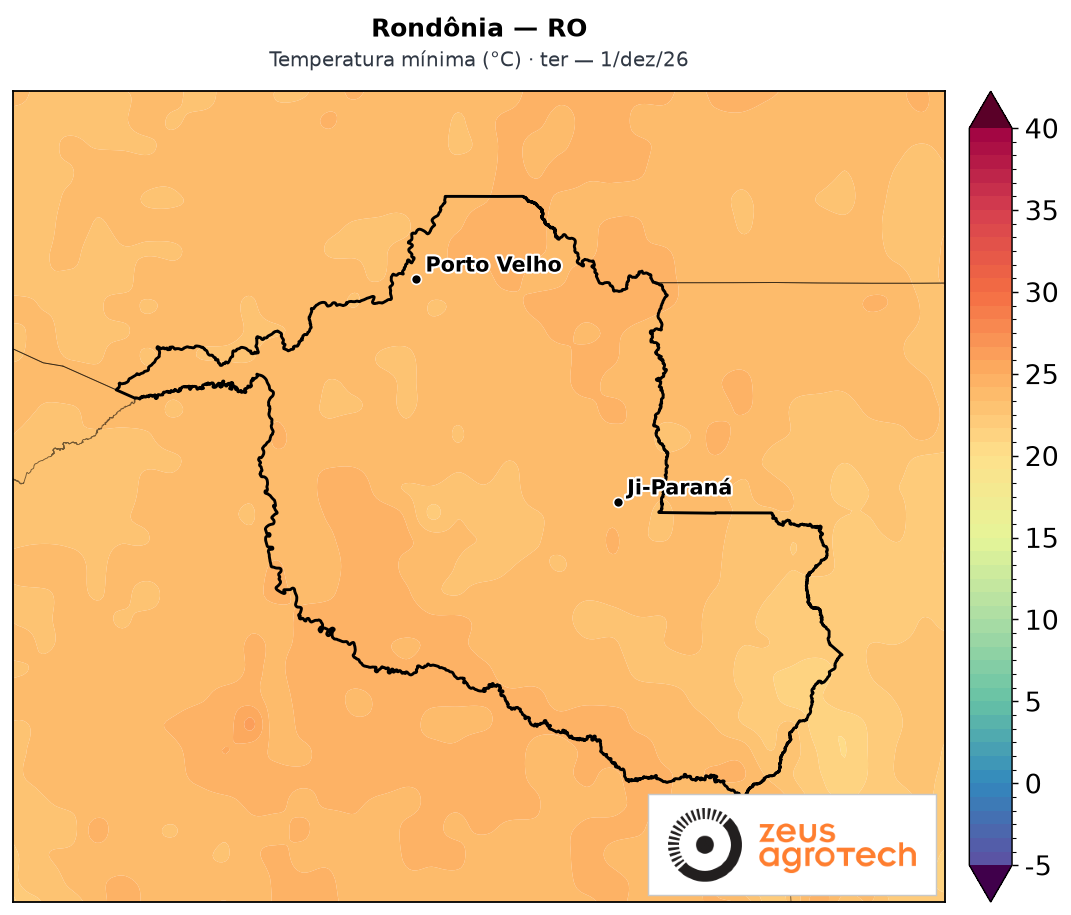 Rondônia — RO
Temperatura mínima (°C) · ter — 1/dez/26
Porto Velho
Ji-Paraná
40
35
30
25
20
15
10
5
0
-5
zeus
agrotech